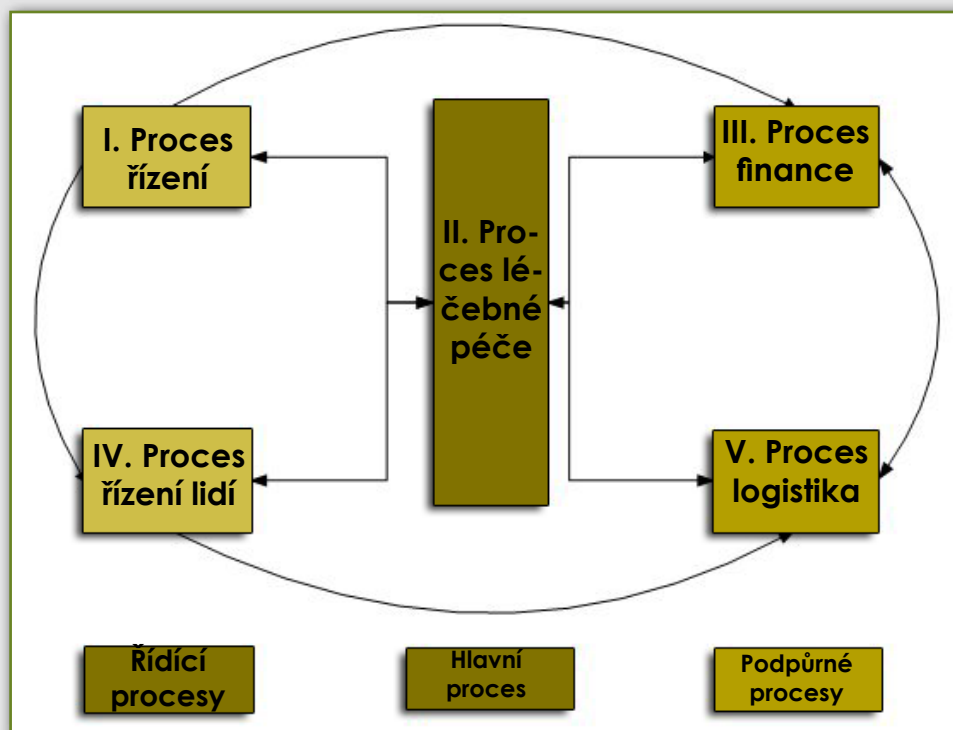 I. Proces
řízení
II. Pro-
ces lé-
čebné
péče
III. Proces
finance
IV. Proces
řízení lidí
V. Proces
logistika
Řídící
procesy
Hlavní
proces
Podpůrné
procesy